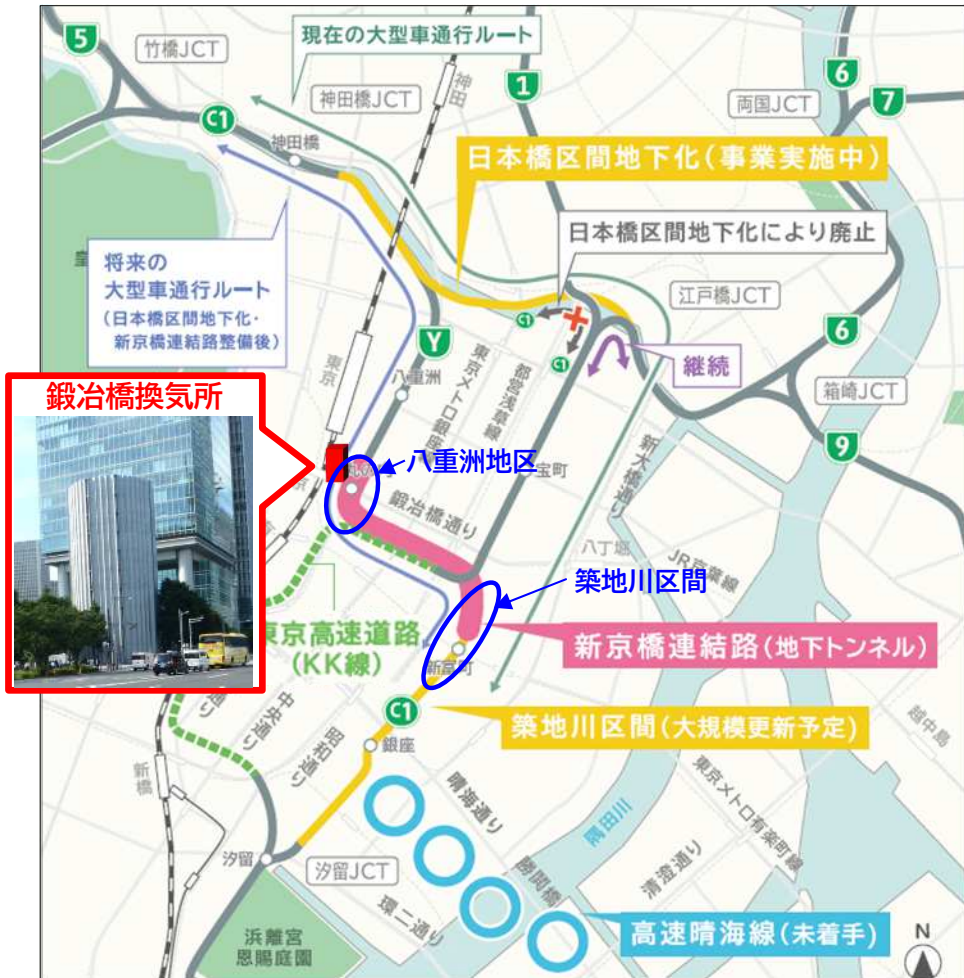 5
竹橋JCT
現在の大型車通行ルート
神田橋JCT
神田
1
6
両国JCT
7
C1
神田橋
日本橋区間地下化(事業実施中)
日本橋区間地下化により廃止
将来の
大型車通行ルート
(日本橋区間地下化・
新京橋連結路整備後)
C1
C1
江戸橋JCT
継続
6
Y
八重洲
東京
東京メトロ銀座線
都営浅草線
箱崎JCT
9
鍛冶橋換気所
八重洲地区
宝町
新大橋通り
鍛冶橋通り
八丁堀
JR京葉線
築地川区間
東京高速道路
(KK線)
新富町
新京橋連結路(地下トンネル)
C1
築地川区間(大規模更新予定)
越中島
通り
中央通り
昭和通り
銀座
新橋
晴海通り
隅田川
東京メトロ有楽町線
汐留
汐留JCT
勝鬨橋
清澄通り
環二通り
高速晴海線(未着手)
浜離宮
恩賜庭園
N